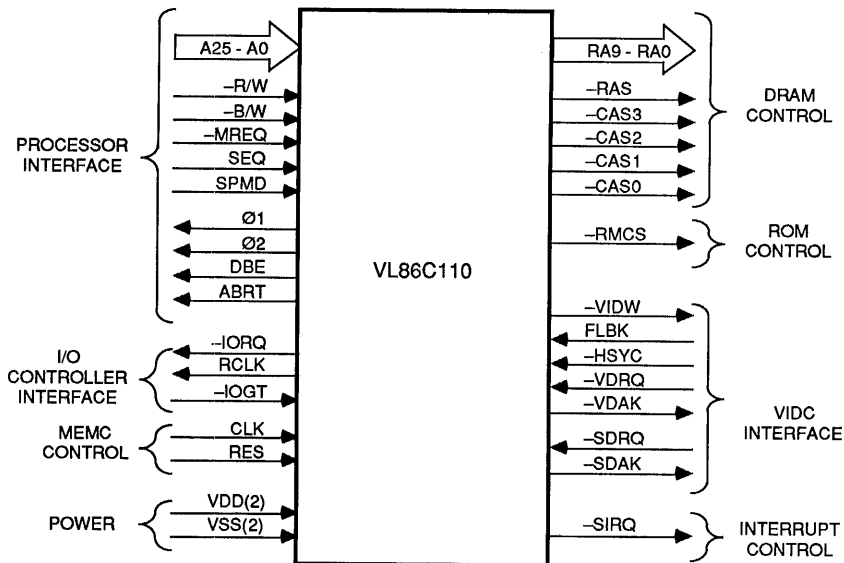 PROCESSOR
INTERFACE
A25 - A0
–R/W
–B/W
–MREQ
SEQ
SPMD
Ø1
Ø2
DBE
ABRT
I/O
CONTROLLER
INTERFACE
–IORQ
RCLK
–IOGT
MEMC
CONTROL
CLK
RES
POWER
VDD(2)
VSS(2)
VL86C110
RA9 - RA0
–RAS
–CAS3
–CAS2
–CAS1
–CAS0
DRAM
CONTROL
–RMCS
ROM
CONTROL
–VIDW
FLBK
–HSYC
–VDRQ
–VDAK
–SDRQ
–SDAK
VIDC
INTERFACE
–SIRQ
INTERRUPT
CONTROL